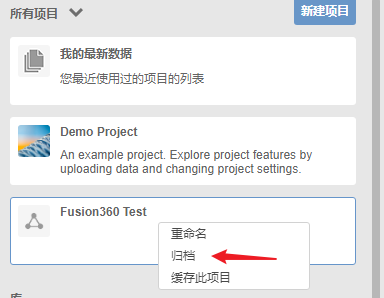 所有项目
新建项目
我的最新数据
您最近使用过的项目的列表
Demo Project
An example project. Explore project features by
uploading data and changing project settings.
Fusion360 Test
重命名
归档
缓存此项目